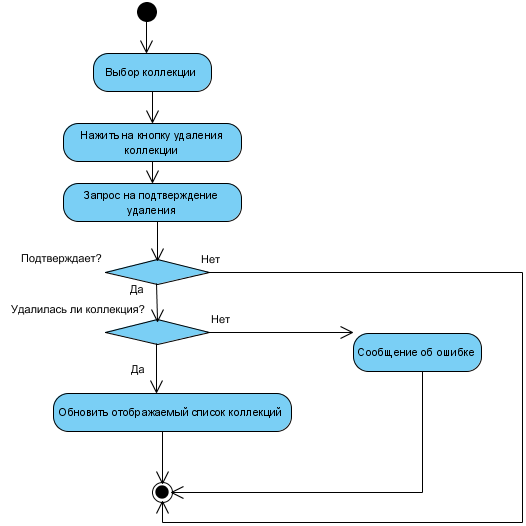 Выбор коллекции
Нажить на кнопку удаления
коллекции
Запрос на подтверждение
удаления
Подтверждает?
Нет
Да
Удалилась ли коллекция?
Нет
Сообщение об ошибке
Да
Обновить отображаемый список коллекций